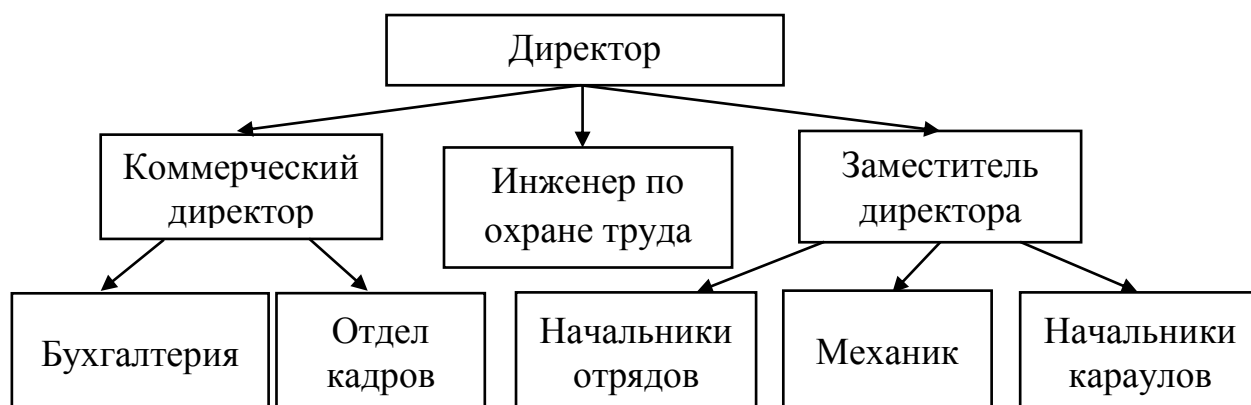 Директор
Коммерческий
директор
Инженер по
охране труда
Заместитель
директора
Бухгалтерия
Отдел
кадров
Начальники
отрядов
Механик
Начальники
караулов